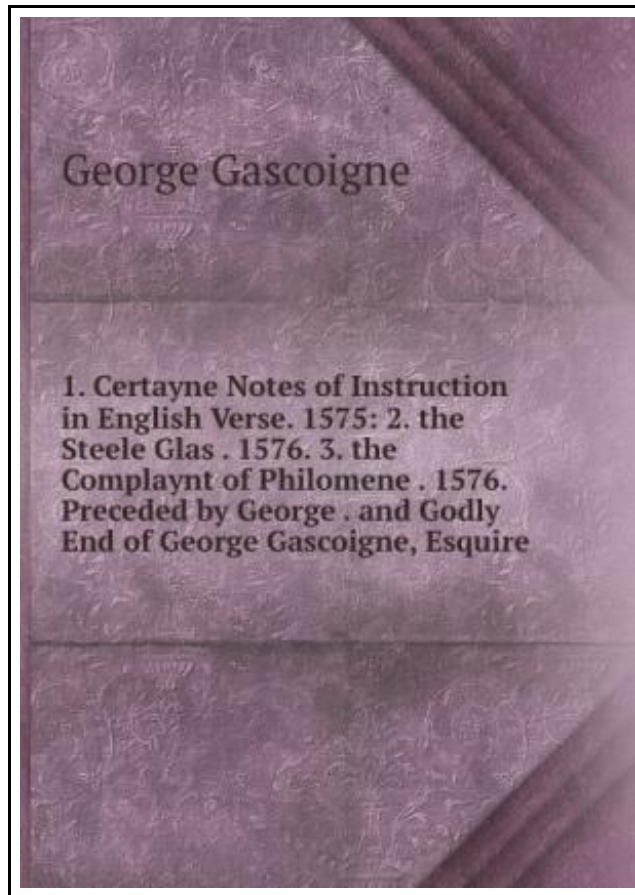 George Gascoigne
1. Certayne Notes of Instruction
in English Verse. 1575: 2. the
Steele Glas . 1576. 3. the
Complaynt of Philomene . 1576.
Preceded by George . and Godly
End of George Gascoigne, Esquire